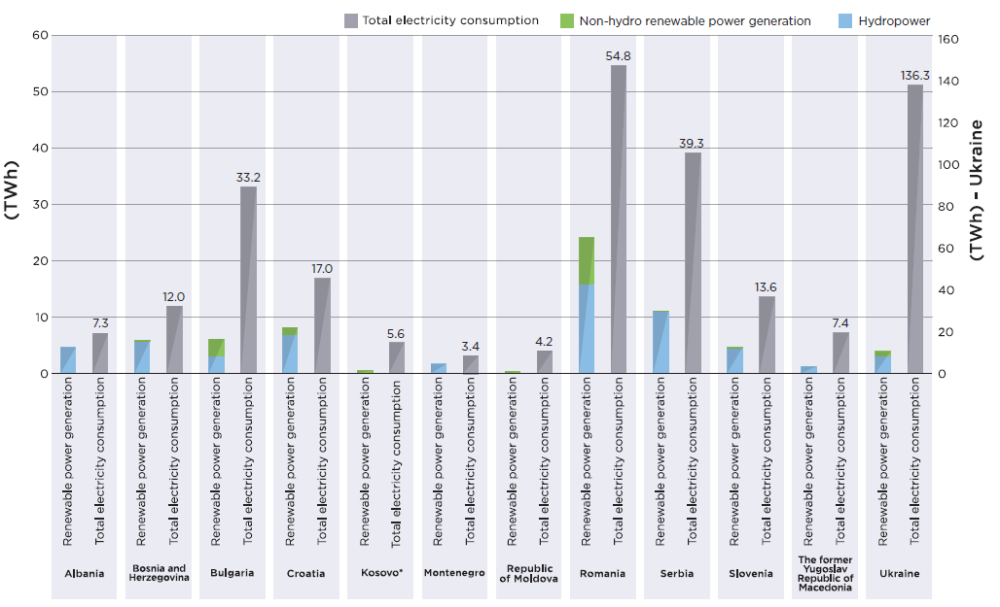 Total electricity consumption
Non-hydro renewable power generation
Hydropower
(TWh)
60
50
40
30
20
10
0
(TWh) – Ukraine
160
140
120
100
80
60
40
20
0
7.3
12.0
33.2
17.0
5.6
3.4
4.2
54.8
39.3
13.6
7.4
136.3
Renewable power generation
Total electricity consumption
Renewable power generation
Total electricity consumption
Renewable power generation
Total electricity consumption
Renewable power generation
Total electricity consumption
Renewable power generation
Total electricity consumption
Renewable power generation
Total electricity consumption
Renewable power generation
Total electricity consumption
Renewable power generation
Total electricity consumption
Renewable power generation
Total electricity consumption
Renewable power generation
Total electricity consumption
Renewable power generation
Total electricity consumption
Renewable power generation
Total electricity consumption
Albania
Bosnia and
Herzegovina
Bulgaria
Croatia
Kosovo*
Montenegro
Republic
of Moldova
Romania
Serbia
Slovenia
The former
Yugoslav
Republic of
Macedonia
Ukraine